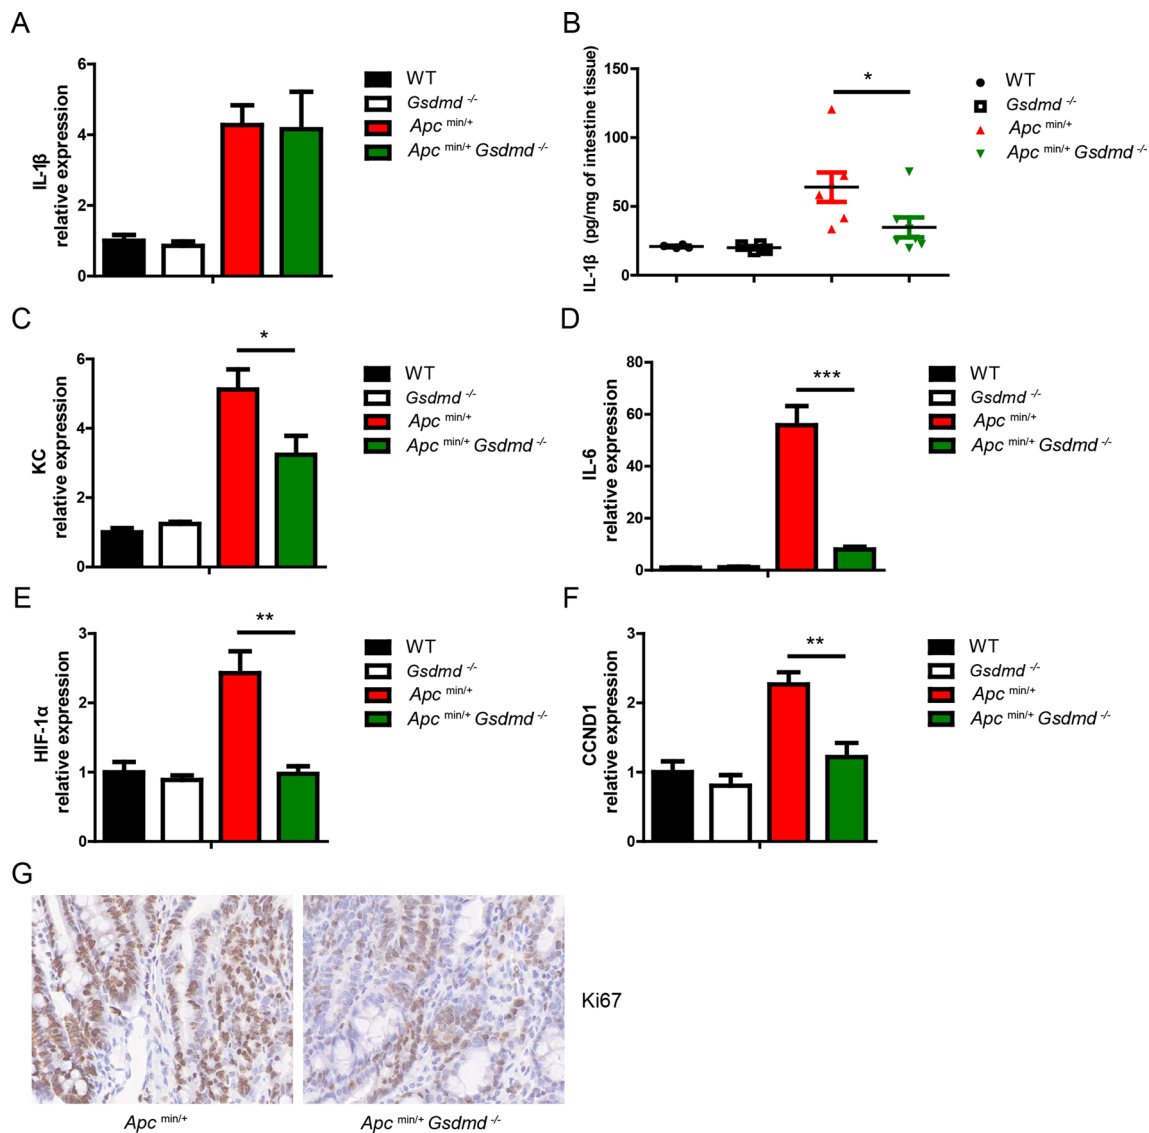 A
IL-1β
relative expression
6
4
2
0
WT
Gsdmd -/-
Apc min/+
Apc min/+ Gsdmd -/-
B
IL-1β (pg/mg of intestine tissue)
150
100
50
0
*
WT
Gsdmd -/-
Apc min/+
Apc min/+ Gsdmd -/-
C
KC
relative expression
6
4
2
0
*
WT
Gsdmd -/-
Apc min/+
Apc min/+ Gsdmd -/-
D
IL-6
relative expression
80
60
40
20
0
***
WT
Gsdmd -/-
Apc min/+
Apc min/+ Gsdmd -/-
E
HIF-1α
relative expression
3
2
1
0
**
WT
Gsdmd -/-
Apc min/+
Apc min/+ Gsdmd -/-
F
CCND1
relative expression
3
2
1
0
**
WT
Gsdmd -/-
Apc min/+
Apc min/+ Gsdmd -/-
G
Ki67
Apc min/+
Apc min/+ Gsdmd -/-